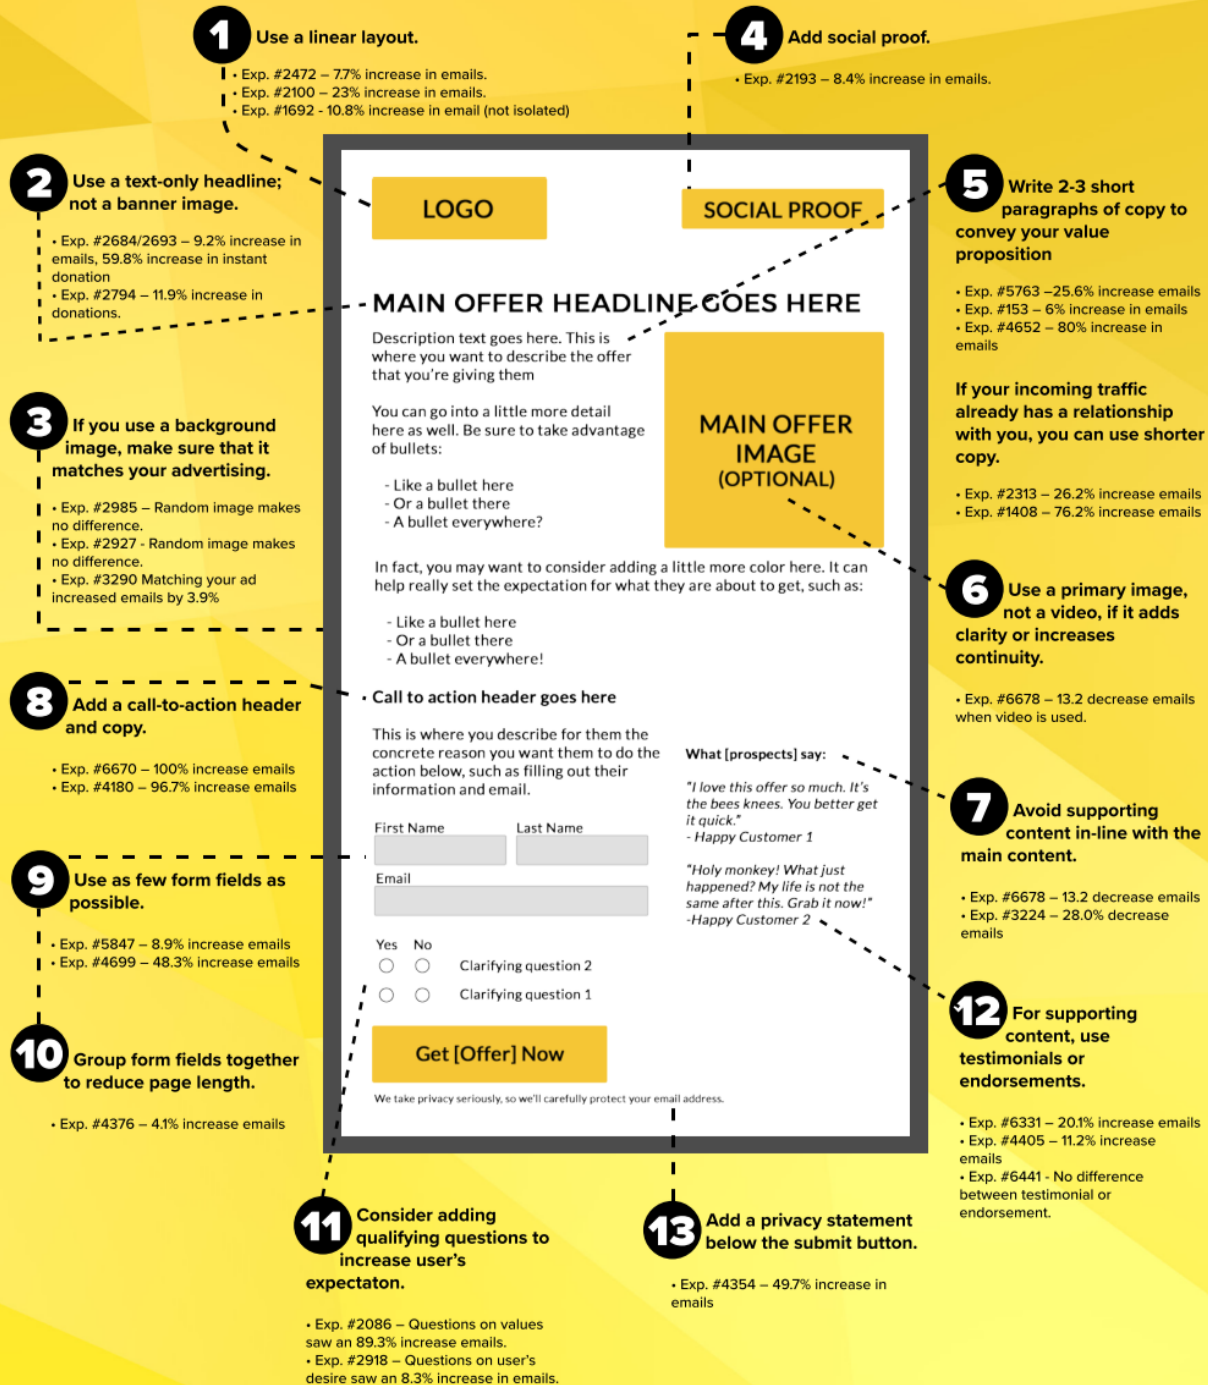 1 Use a linear layout.
• Exp. #2472 – 7.7% increase in emails.
• Exp. #2100 – 23% increase in emails.
• Exp. #1692 - 10.8% increase in email (not isolated)
4 Add social proof.
• Exp. #2193 – 8.4% increase in emails.
2 Use a text-only headline;
not a banner image.
• Exp. #2684/2693 – 9.2% increase in
emails, 59.8% increase in instant
donation
• Exp. #2794 – 11.9% increase in
donations.
3 If you use a background
image, make sure that it
matches your advertising.
• Exp. #2985 – Random image makes
no difference.
• Exp. #2927 - Random image makes
no difference.
• Exp. #3290 Matching your ad
increased emails by 3.9%
8 Add a call-to-action header
and copy.
• Exp. #6670 – 100% increase emails
• Exp. #4180 – 96.7% increase emails
9 Use as few form fields as
possible.
• Exp. #5847 – 8.9% increase emails
• Exp. #4699 – 48.3% increase emails
10 Group form fields together
to reduce page length.
• Exp. #4376 – 4.1% increase emails
LOGO
SOCIAL PROOF
MAIN OFFER HEADLINE GOES HERE
Description text goes here. This is
where you want to describe the offer
that you're giving them
You can go into a little more detail
here as well. Be sure to take advantage
of bullets:
- Like a bullet here
- Or a bullet there
- A bullet everywhere?
MAIN OFFER
IMAGE
(OPTIONAL)
In fact, you may want to consider adding a little more color here. It can
help really set the expectation for what they are about to get, such as:
- Like a bullet here
- Or a bullet there
- A bullet everywhere!
Call to action header goes here
This is where you describe for them the
concrete reason you want them to do the
action below, such as filling out their
information and email.
First Name Last Name
Email
Yes No
Clarifying question 2
Clarifying question 1
Get [Offer] Now
We take privacy seriously, so we'll carefully protect your email address.
What [prospects] say:
"I love this offer so much. It's
the bees knees. You better get
it quick."
- Happy Customer 1
"Holy monkey! What just
happened? My life is not the
same after this. Grab it now!"
-Happy Customer 2
5 Write 2-3 short
paragraphs of copy to
convey your value
proposition
• Exp. #5763 –25.6% increase emails
• Exp. #153 – 6% increase in emails
• Exp. #4652 – 80% increase in
emails
If your incoming traffic
already has a relationship
with you, you can use shorter
copy.
• Exp. #2313 – 26.2% increase emails
• Exp. #1408 – 76.2% increase emails
6 Use a primary image,
not a video, if it adds
clarity or increases
continuity.
• Exp. #6678 – 13.2 decrease emails
when video is used.
7 Avoid supporting
content in-line with the
main content.
• Exp. #6678 – 13.2 decrease emails
• Exp. #3224 – 28.0% decrease
emails
12 For supporting
content, use
testimonials or
endorsements.
• Exp. #6331 – 20.1% increase emails
• Exp. #4405 – 11.2% increase
emails
• Exp. #6441 - No difference
between testimonial or
endorsement.
11 Consider adding
qualifying questions to
increase user's
expectaton.
• Exp. #2086 – Questions on values
saw an 89.3% increase emails.
• Exp. #2918 – Questions on user's
desire saw an 8.3% increase in emails.
13 Add a privacy statement
below the submit button.
• Exp. #4354 – 49.7% increase in
emails